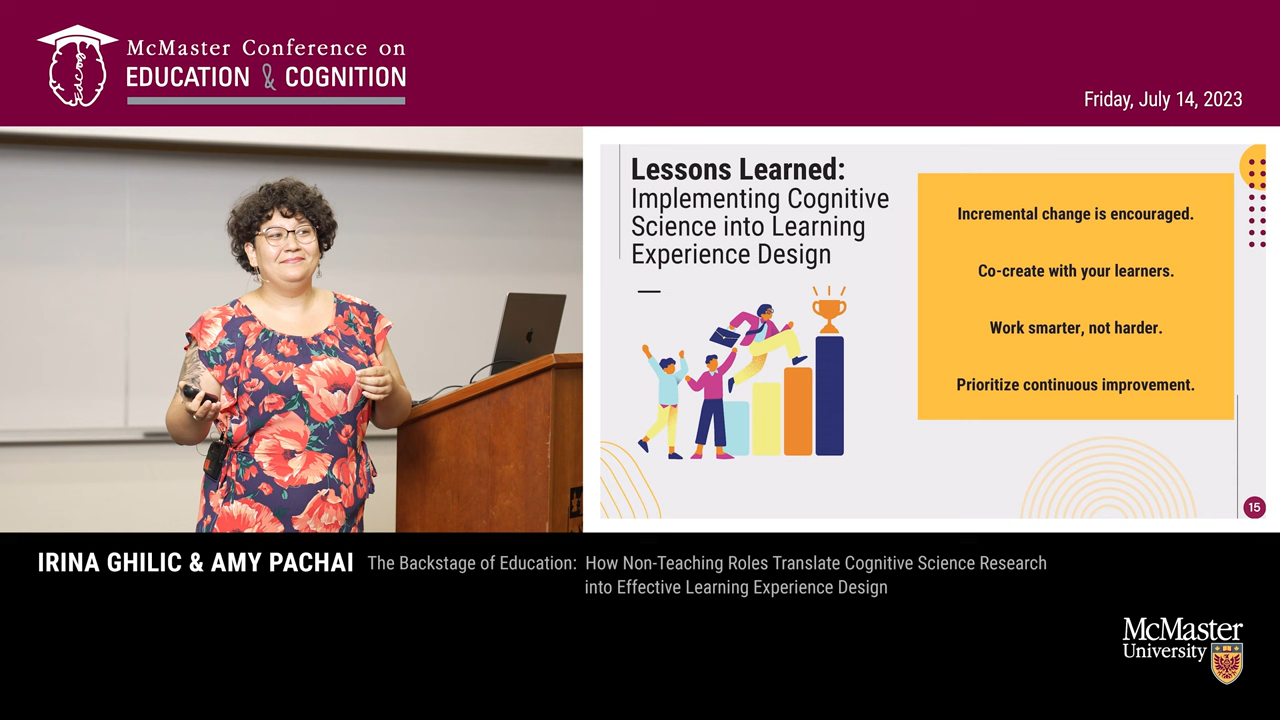 McMaster Conference on
EDUCATION & COGNITION
Friday, July 14, 2023
Lessons Learned:
Implementing Cognitive
Science into Learning
Experience Design
Incremental change is encouraged.
Co-create with your learners.
Work smarter, not harder.
Prioritize continuous improvement.
15
IRINA GHILIC & AMY PACHAI The Backstage of Education: How Non-Teaching Roles Translate Cognitive Science Research
into Effective Learning Experience Design
McMaster
University